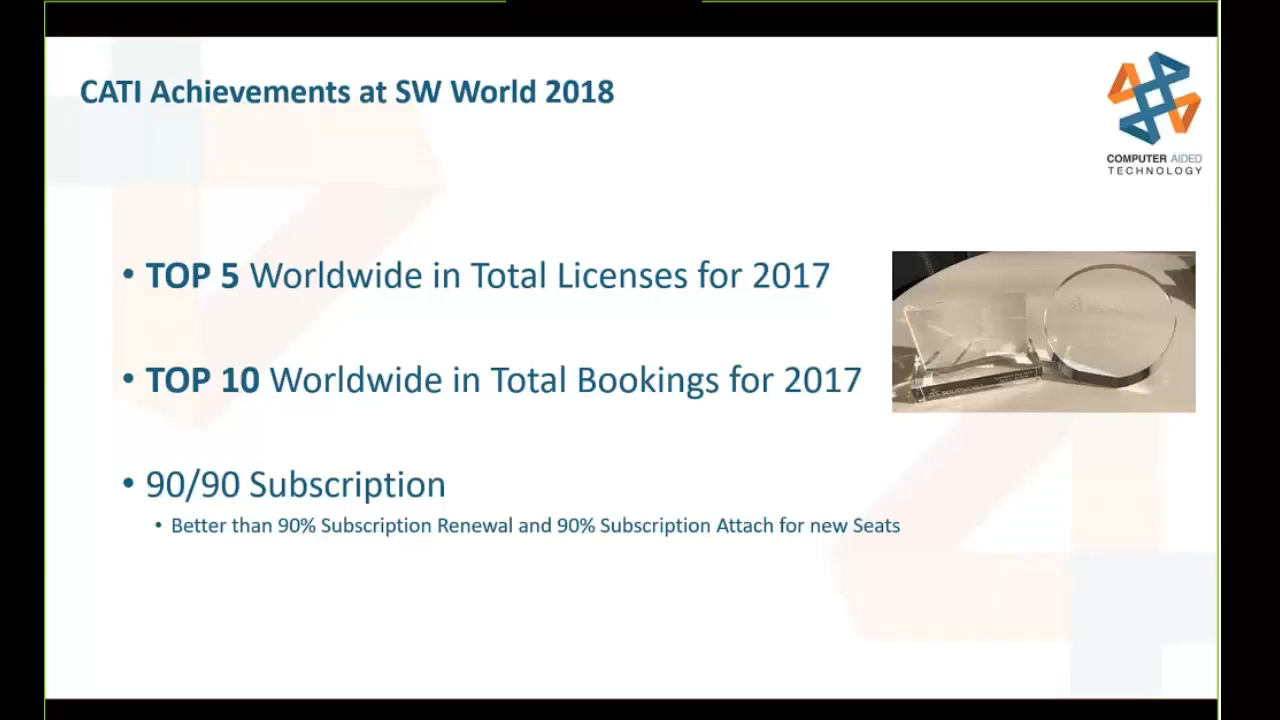 CATI Achievements at SW World 2018
COMPUTER AIDED
TECHNOLOGY
• TOP 5 Worldwide in Total Licenses for 2017
• TOP 10 Worldwide in Total Bookings for 2017
• 90/90 Subscription
• Better than 90% Subscription Renewal and 90% Subscription Attach for new Seats